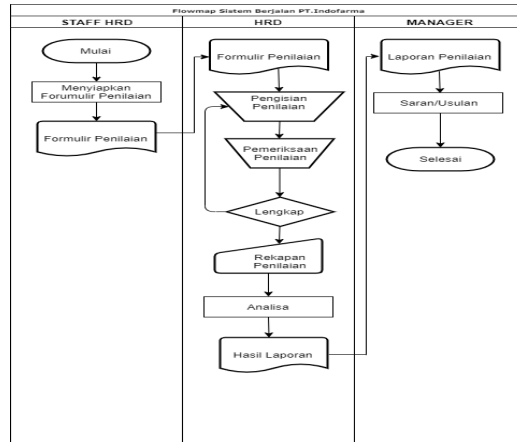 Flowmap Sistem Berjalan PT.Indofarma
STAFF HRD
HRD
MANAGER
Mulai
Menyiapkan
Forumulir Penilaian
Formulir Penilaian
Formulir Penilaian
Pengisian
Penilaian
Pemeriksaan
Penilaian
Lengkap
Rekapan
Penilaian
Analisa
Hasil Laporan
Laporan Penilaian
Saran/Usulan
Selesai